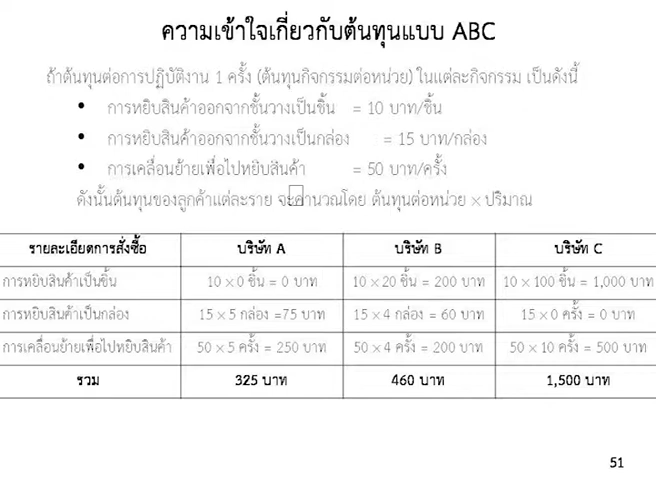 ความเข้าใจเกี่ยวกับต้นทุนแบบ ABC
ถ้าต้นทุนต่อการปฏิบัติงาน 1 ครั้ง (ต้นทุนกิจกรรมต่อหน่วย) ในแต่ละกิจกรรม เป็นดังนี้
• การหยิบสินค้าออกจากชั้นวางเป็นชิ้น = 10 บาท/ชิ้น
• การหยิบสินค้าออกจากชั้นวางเป็นกล่อง = 15 บาท/กล่อง
• การเคลื่อนย้ายเพื่อไปหยิบสินค้า = 50 บาท/ครั้ง
ดังนั้นต้นทุนของลูกค้าแต่ละราย จะคำนวณโดย ต้นทุนต่อหน่วย × ปริมาณ
รายละเอียดการสั่งซื้อ บริษัท A บริษัท B บริษัท C
การหยิบสินค้าเป็นชิ้น 10 × 0 ชิ้น = 0 บาท 10 × 20 ชิ้น = 200 บาท 10 × 100 ชิ้น = 1,000 บาท
การหยิบสินค้าเป็นกล่อง 15 × 5 กล่อง =75 บาท 15 × 4 กล่อง = 60 บาท 15 × 0 ครั้ง = 0 บาท
การเคลื่อนย้ายเพื่อไปหยิบสินค้า 50 × 5 ครั้ง = 250 บาท 50 × 4 ครั้ง = 200 บาท 50 × 10 ครั้ง = 500 บาท
รวม 325 บาท 460 บาท 1,500 บาท
51